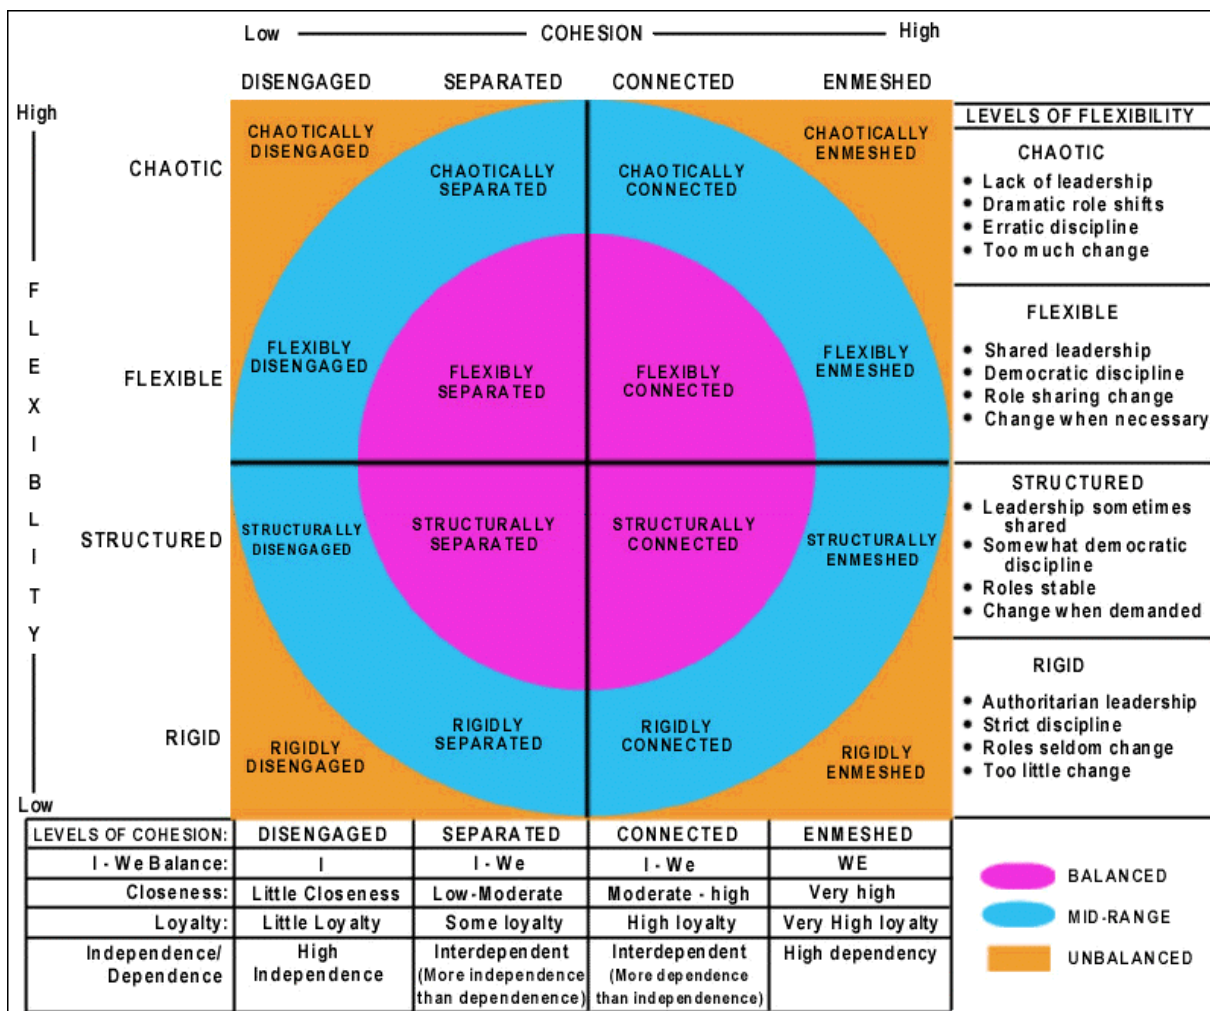 Low COHESION High
DISENGAGED SEPARATED CONNECTED ENMESHED
High
FLEXIBLITY
Low
CHAOTIC
FLEXIBLE
STRUCTURED
RIGID
CHAOTICALLY
DISENGAGED
CHAOTICALLY
SEPARATED
CHAOTICALLY
CONNECTED
CHAOTICALLY
ENMESHED
FLEXIBLY
DISENGAGED
FLEXIBLY
SEPARATED
FLEXIBLY
CONNECTED
FLEXIBLY
ENMESHED
STRUCTURALLY
DISENGAGED
STRUCTURALLY
SEPARATED
STRUCTURALLY
CONNECTED
STRUCTURALLY
ENMESHED
RIGIDLY
DISENGAGED
RIGIDLY
SEPARATED
RIGIDLY
CONNECTED
RIGIDLY
ENMESHED
LEVELS OF FLEXIBILITY
CHAOTIC
• Lack of leadership
• Dramatic role shifts
• Erratic discipline
• Too much change
FLEXIBLE
• Shared leadership
• Democratic discipline
• Role sharing change
• Change when necessary
STRUCTURED
• Leadership sometimes
shared
• Somewhat democratic
discipline
• Roles stable
• Change when demanded
RIGID
• Authoritarian leadership
• Strict discipline
• Roles seldom change
• Too little change
LEVELS OF COHESION: DISENGAGED SEPARATED CONNECTED ENMESHED
I - We Balance: I I - We I - We WE
Closeness: Little Closeness Low-Moderate Moderate - high Very high
Loyalty: Little Loyalty Some loyalty High loyalty Very High loyalty
Independence/
Dependence
High
Independence
Interdependent
(More independence
than dependenence)
Interdependent
(More dependence
than independenence)
High dependency
BALANCED
MID-RANGE
UNBALANCED